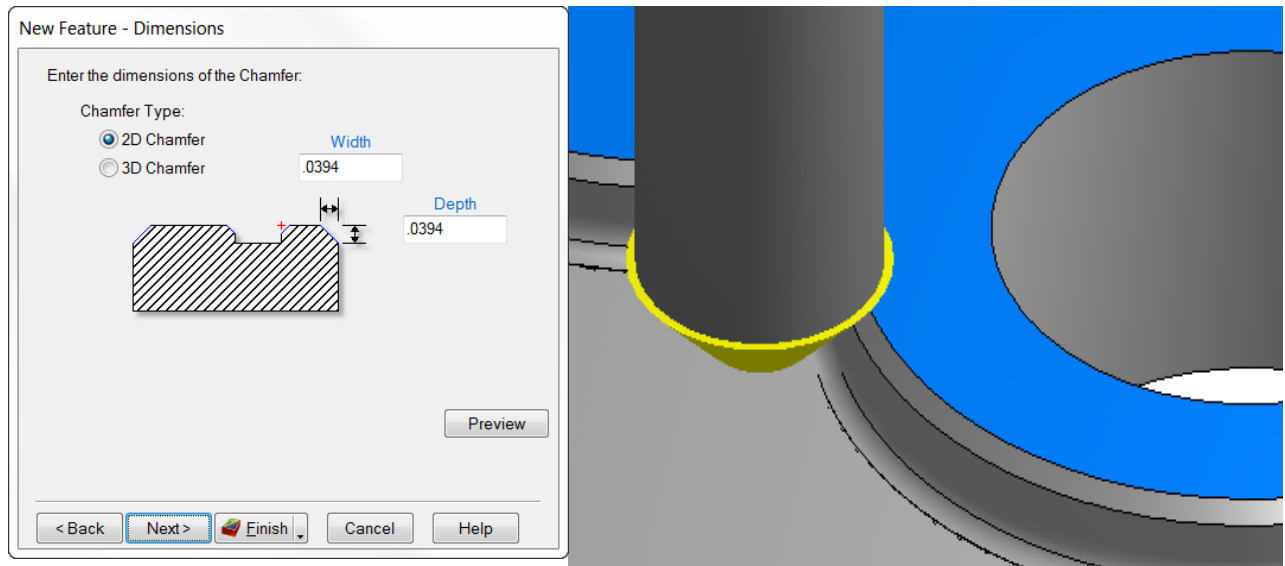 New Feature - Dimensions
Enter the dimensions of the Chamfer:
Chamfer Type:
2D Chamfer
Width
3D Chamfer
.0394
Depth
.0394
Preview
< Back
Next >
Finish
Cancel
Help